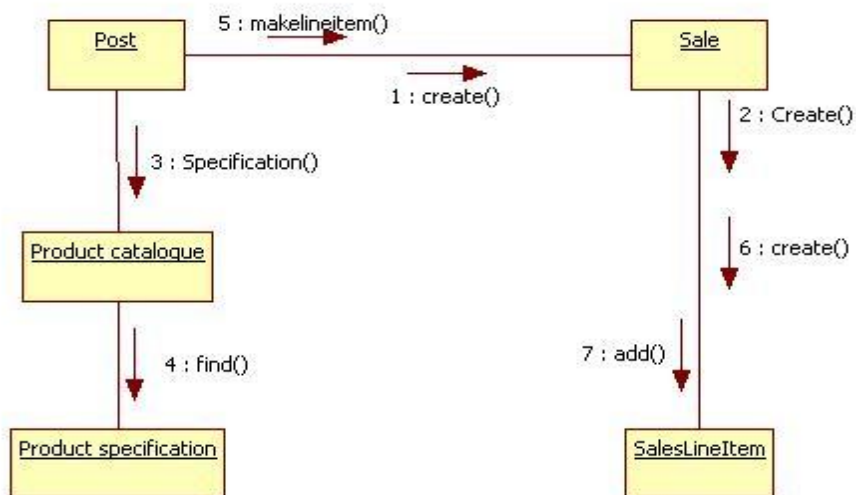 5 : makelineitem()
Post
Sale
1 : create()
2 : Create()
3 : Specification()
Product catalogue
6 : create()
7 : add()
4 : find()
Product specification
SalesLineItem